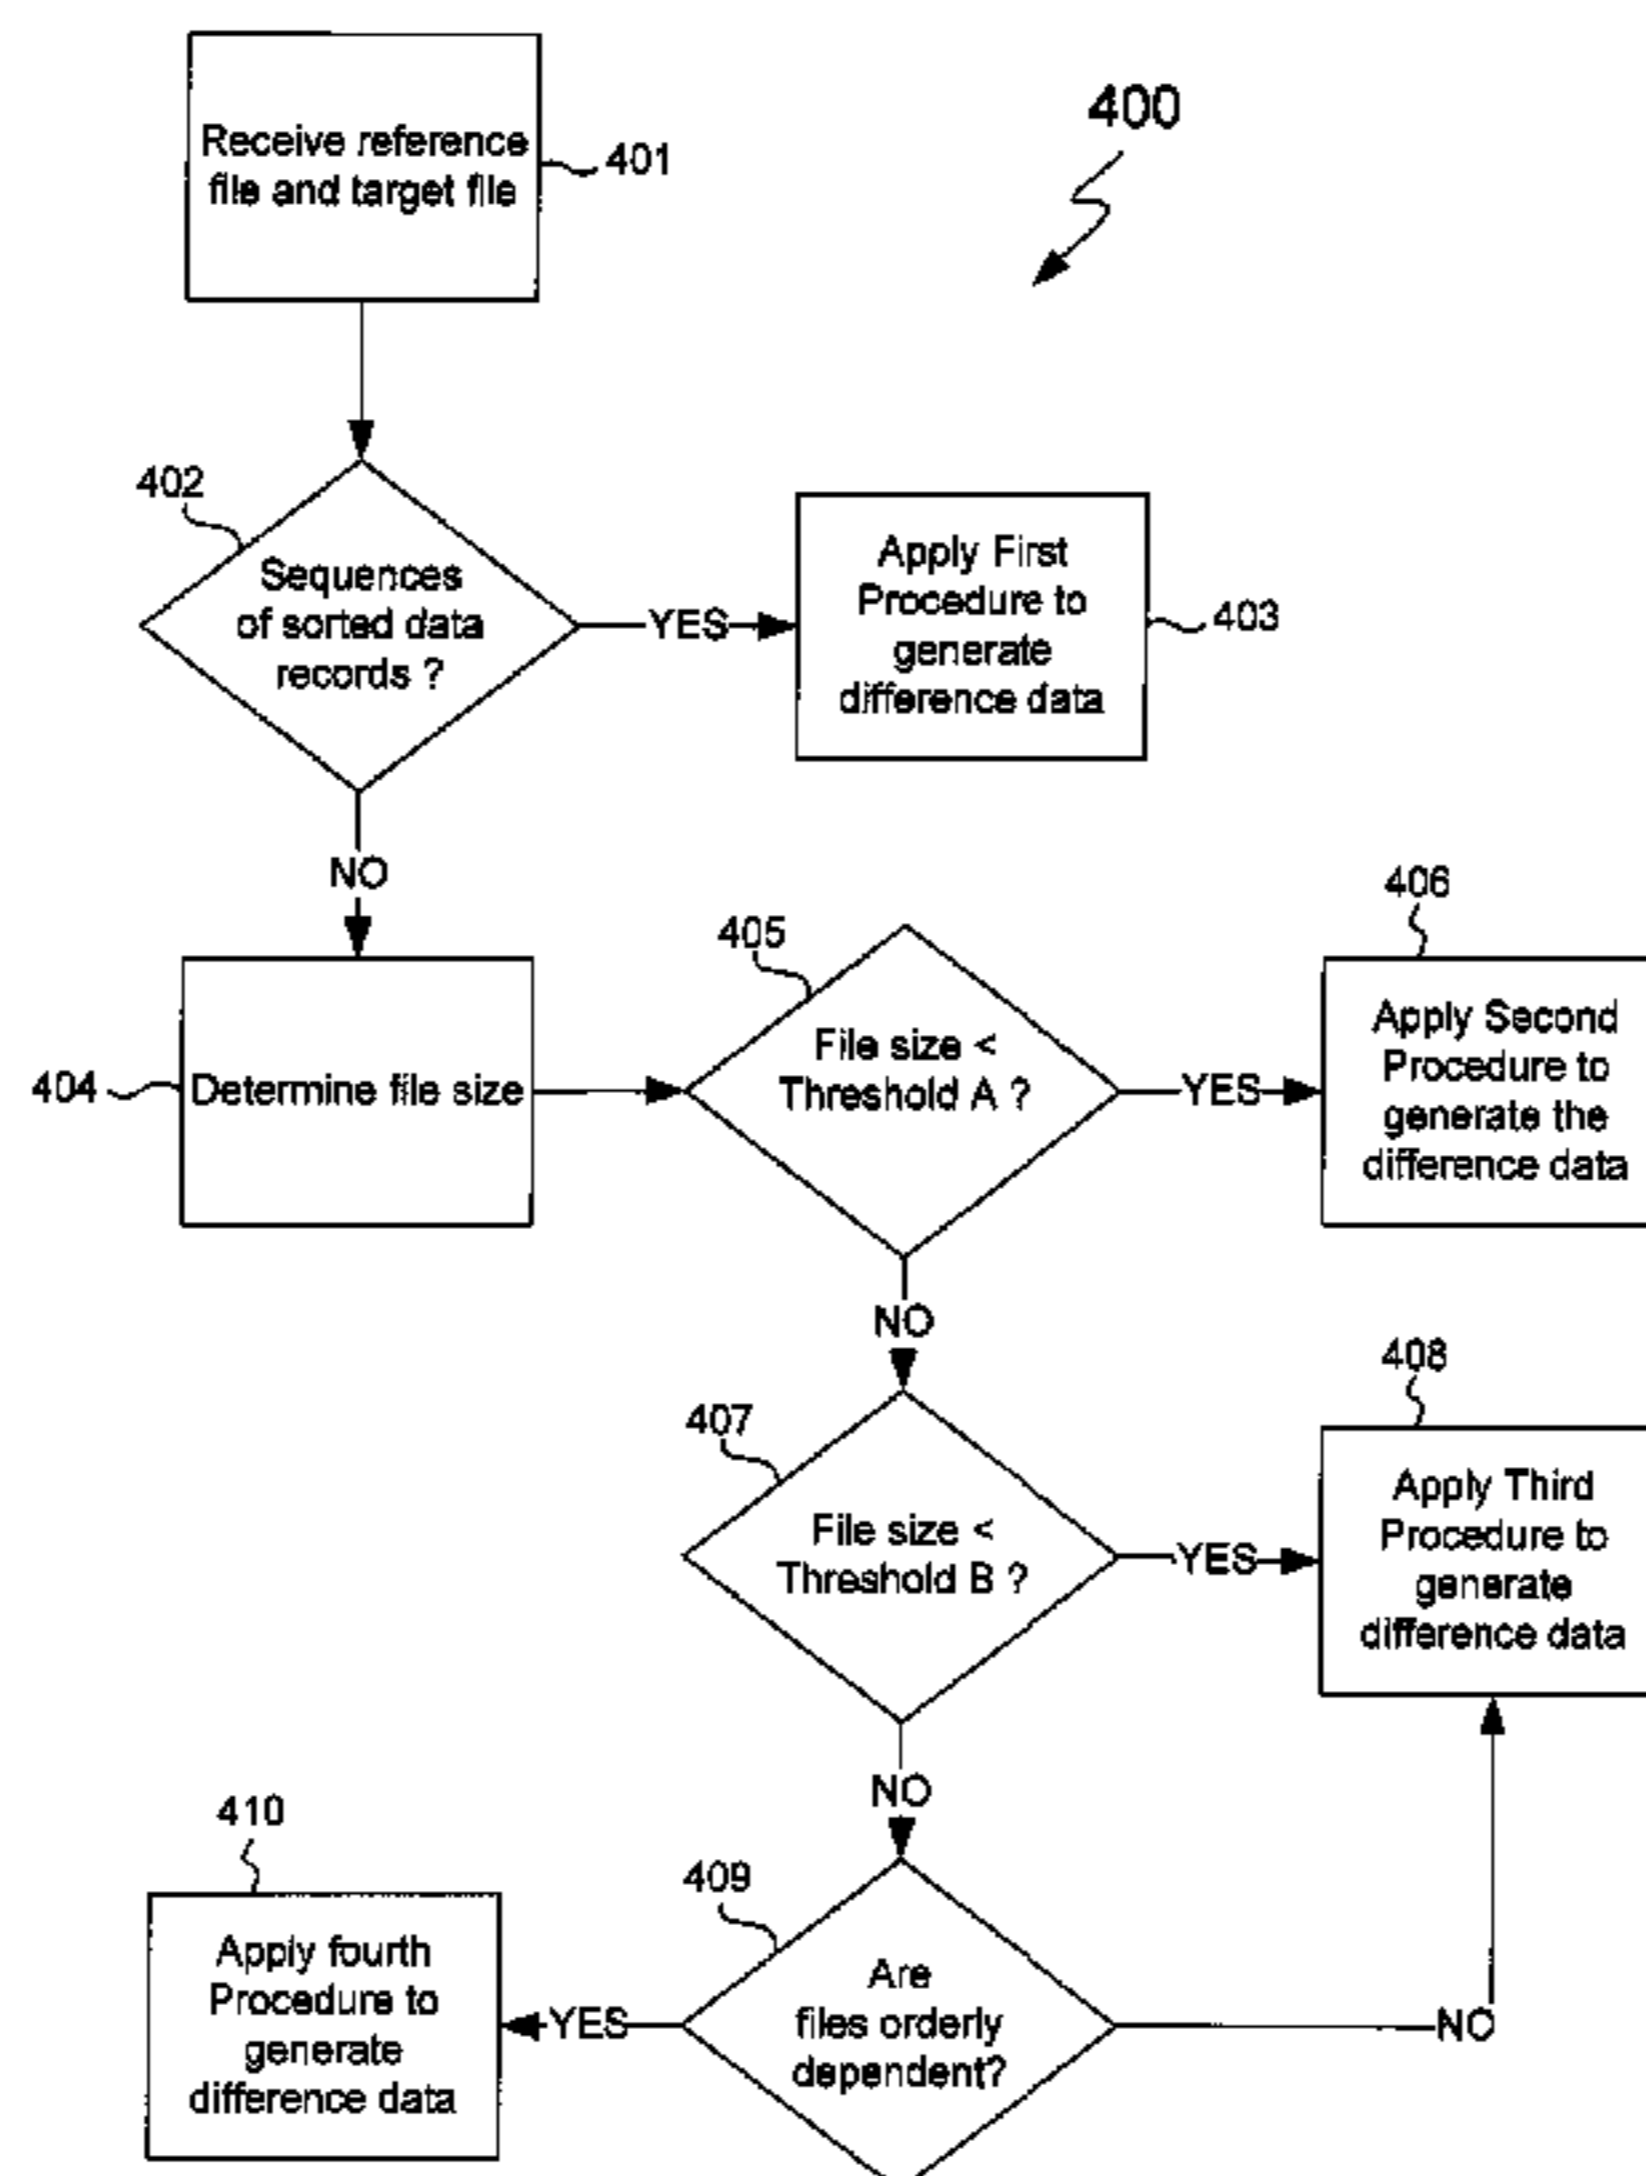 400
Receive reference
file and target file
401
402
Sequences
of sorted data
records ?
YES
Apply First
Procedure to
generate
difference data
403
NO
404
Determine file size
405
File size <
Threshold A ?
YES
406
Apply Second
Procedure to
generate the
difference data
NO
407
File size <
Threshold B ?
YES
408
Apply Third
Procedure to
generate
difference data
NO
409
Are
files orderly
dependent?
YES
NO
410
Apply fourth
Procedure to
generate
difference data